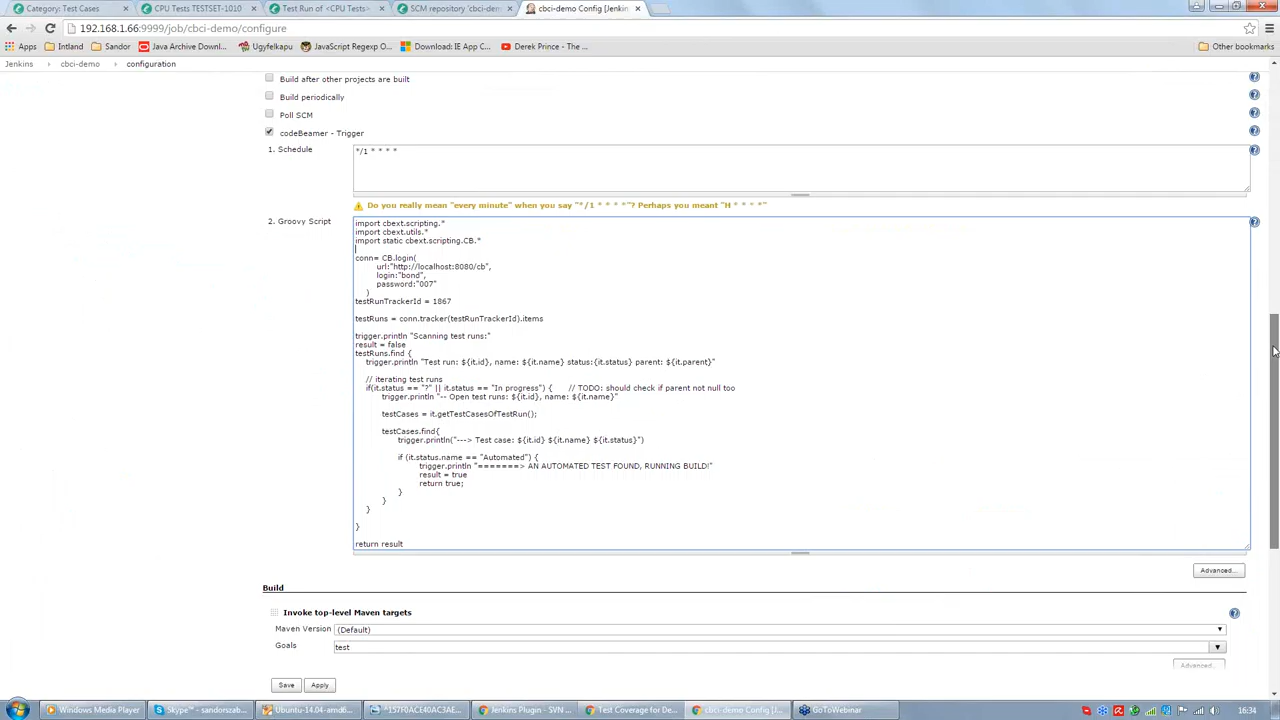 Category: Test Cases
CPU Tests TESTSET-1010
Test Run of <CPU Tests>
SCM repository 'cbci-dem
cbci-demo Config [Jenkin
192.168.1.66:9999/job/cbci-demo/configure
Apps
Intland
Sandor
Java Archive Downl...
Ugyfelkapu
JavaScript Regexp O...
Download: IE App C...
Derek Prince - The ...
Other bookmarks
Jenkins
cbci-demo
configuration
Build after other projects are built
Build periodically
Poll SCM
codeBeamer - Trigger
1. Schedule
*/1 * * * *
Do you really mean "every minute" when you say "*/1 * * * *"? Perhaps you meant "H * * * *"
2. Groovy Script
import cbext.scripting.*
import cbext.utils.*
import static cbext.scripting.CB.*
conn= CB.login(
url:"http://localhost:8080/cb",
login:"bond",
password:"007"
)
testRunTrackerId = 1867
testRuns = conn.tracker(testRunTrackerId).items
trigger.println "Scanning test runs:"
result = false
testRuns.find {
trigger.println "Test run: ${it.id}, name: ${it.name} status:{it.status} parent: ${it.parent}"
// iterating test runs
if(it.status == "?" || it.status == "In progress") { // TODO: should check if parent not null too
trigger.println "-- Open test runs: ${it.id}, name: ${it.name}"
testCases = it.getTestCasesOfTestRun();
testCases.find{
trigger.println("---> Test case: ${it.id} ${it.name} ${it.status}")
if (it.status.name == "Automated") {
trigger.println "=======> AN AUTOMATED TEST FOUND, RUNNING BUILD!"
result = true
return true;
}
}
}
}
return result
Advanced...
Build
Invoke top-level Maven targets
Maven Version
(Default)
Goals
test
Advanced...
Save
Apply
Windows Media Player
Skype™ - sandorszab...
Ubuntu-14.04-amd6...
*157F0ACE40AC3AE...
Jenkins Plugin - SVN ...
Test Coverage for De...
cbci-demo Config [J...
GoToWebinar
16:34